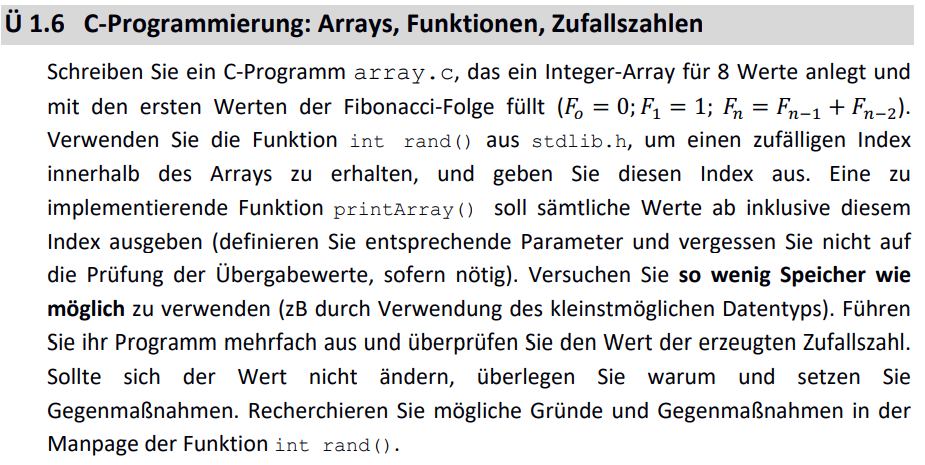 Ü 1.6 C-Programmierung: Arrays, Funktionen, Zufallszahlen
Schreiben Sie ein C-Programm array.c, das ein Integer-Array für 8 Werte anlegt und
mit den ersten Werten der Fibonacci-Folge füllt (Fₒ = 0; F₁ = 1; Fₙ = Fₙ₋₁ + Fₙ₋₂).
Verwenden Sie die Funktion int rand() aus stdlib.h, um einen zufälligen Index
innerhalb des Arrays zu erhalten, und geben Sie diesen Index aus. Eine zu
implementierende Funktion printArray() soll sämtliche Werte ab inklusive diesem
Index ausgeben (definieren Sie entsprechende Parameter und vergessen Sie nicht auf
die Prüfung der Übergabewerte, sofern nötig). Versuchen Sie so wenig Speicher wie
möglich zu verwenden (zB durch Verwendung des kleinstmöglichen Datentyps). Führen
Sie ihr Programm mehrfach aus und überprüfen Sie den Wert der erzeugten Zufallszahl.
Sollte sich der Wert nicht ändern, überlegen Sie warum und setzen Sie
Gegenmaßnahmen. Recherchieren Sie mögliche Gründe und Gegenmaßnahmen in der
Manpage der Funktion int rand().